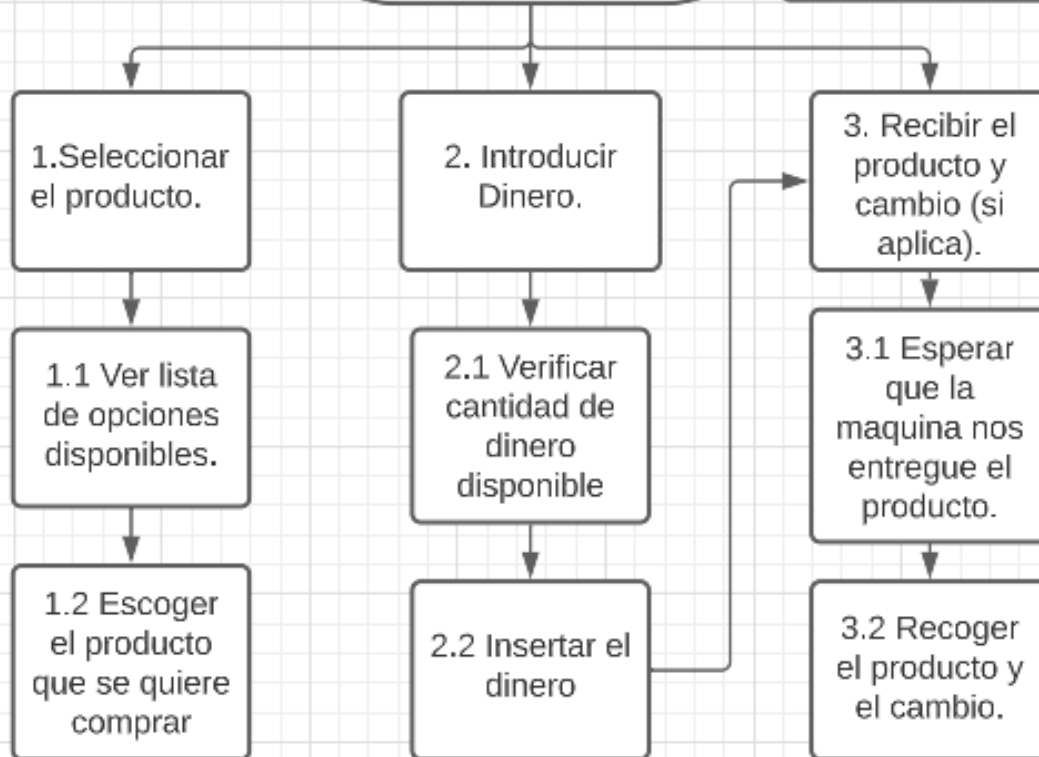 1.Seleccionar
el producto.
2. Introducir
Dinero.
3. Recibir el
producto y
cambio (si
aplica).
1.1 Ver lista
de opciones
disponibles.
2.1 Verificar
cantidad de
dinero
disponible
3.1 Esperar
que la
maquina nos
entregue el
producto.
1.2 Escoger
el producto
que se quiere
comprar
2.2 Insertar el
dinero
3.2 Recoger
el producto y
el cambio.